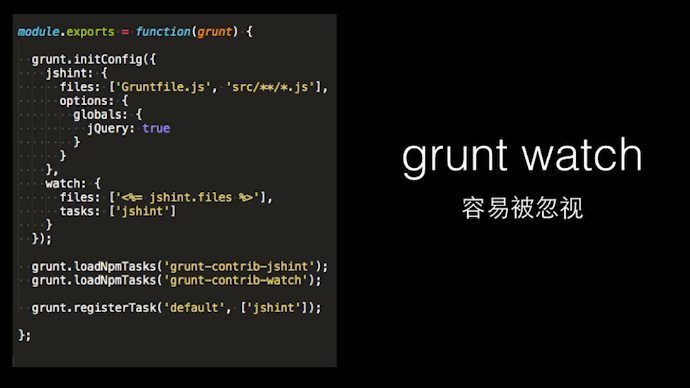 module.exports = function(grunt) {
grunt.initConfig({
jshint: {
files: ['Gruntfile.js', 'src/**/*.js'],
options: {
globals: {
jQuery: true
}
}
},
watch: {
files: ['<%= jshint.files %>'],
tasks: ['jshint']
}
});
grunt.loadNpmTasks('grunt-contrib-jshint');
grunt.loadNpmTasks('grunt-contrib-watch');
grunt.registerTask('default', ['jshint']);
};
grunt watch
容易被忽视